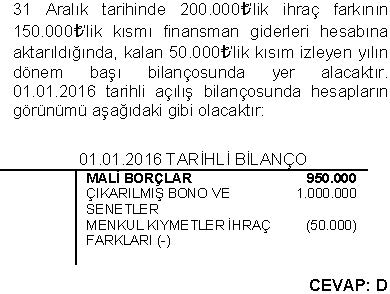 31 Aralık tarihinde 200.000₺'lik ihraç farkının
150.000₺'lik kısmı finansman giderleri hesabına
aktarıldığında, kalan 50.000₺'lik kısım izleyen yılın
dönem başı bilançosunda yer alacaktır.
01.01.2016 tarihli açılış bilançosunda hesapların
görünümü aşağıdaki gibi olacaktır:
01.01.2016 TARİHLİ BİLANÇO
MALİ BORÇLAR 950.000
ÇIKARILMIŞ BONO VE 1.000.000
SENETLER
MENKUL KIYMETLER İHRAÇ (50.000)
FARKLARI (-)
CEVAP: D